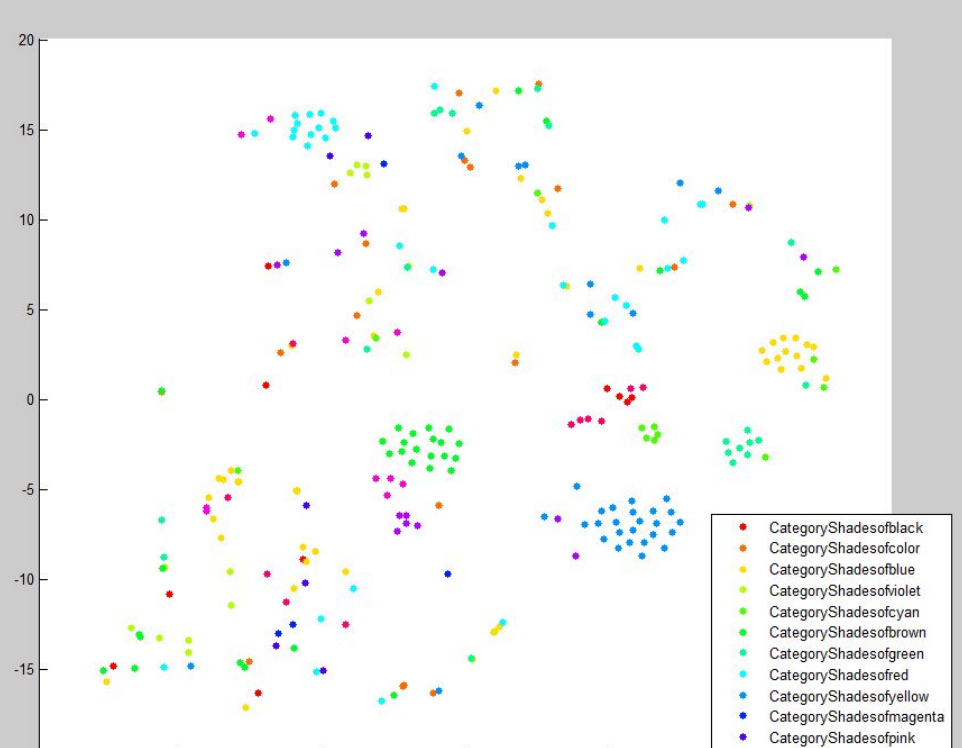 20
15
10
5
0
-5
-10
-15
CategoryShadesofblack
CategoryShadesofcolor
CategoryShadesofblue
CategoryShadesofviolet
CategoryShadesofcyan
CategoryShadesofbrown
CategoryShadesofgreen
CategoryShadesofred
CategoryShadesofyellow
CategoryShadesofmagenta
CategoryShadesofpink